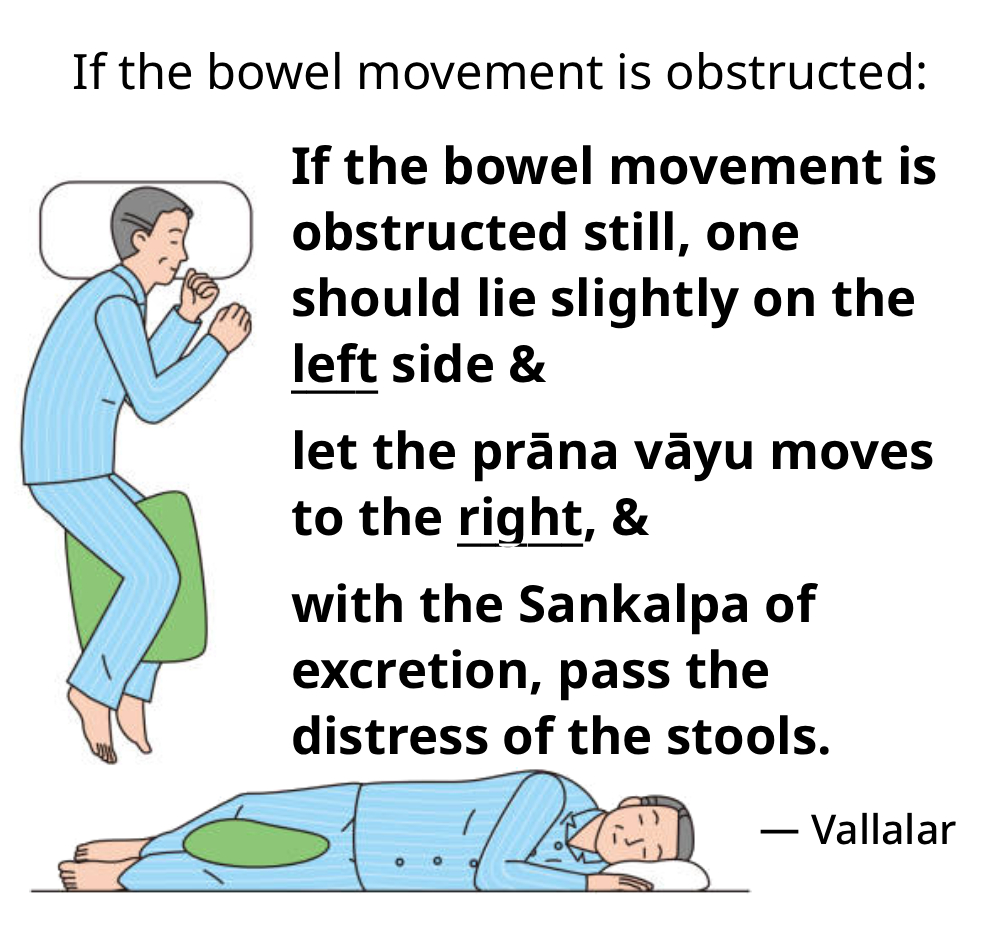 If the bowel movement is obstructed:
If the bowel movement is
obstructed still, one
should lie slightly on the
left side &
let the prāna vāyu moves
to the right, &
with the Sankalpa of
excretion, pass the
distress of the stools.
— Vallalar